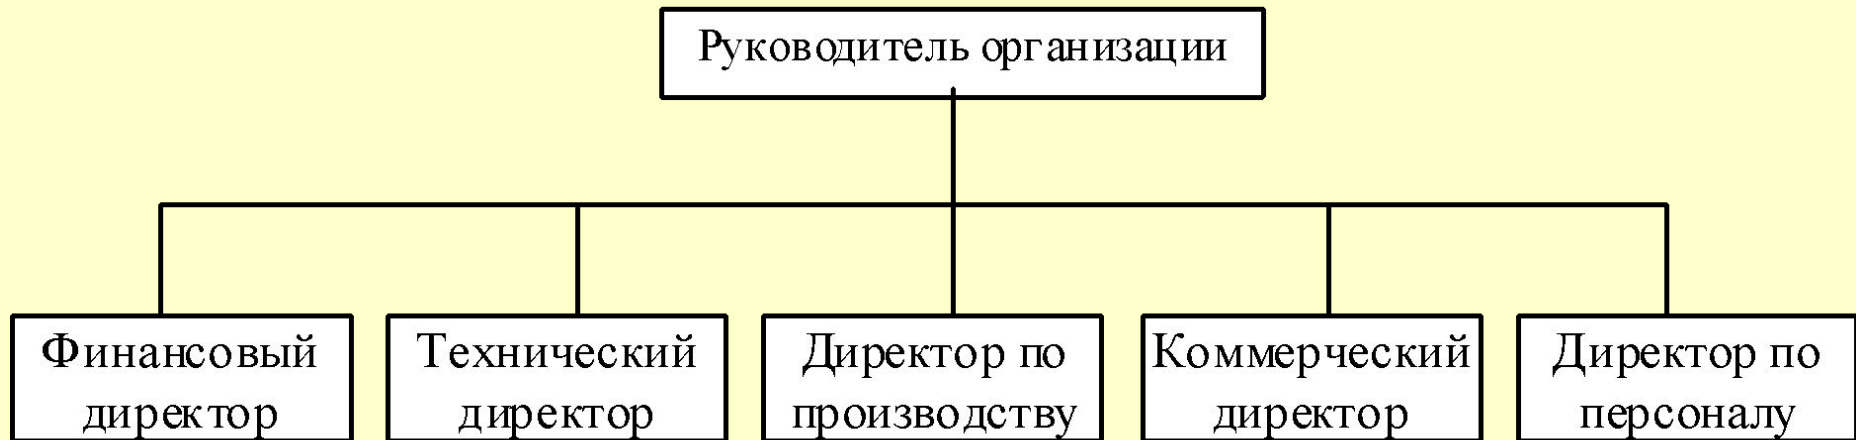 Руководитель организации
Финансовый
директор
Технический
директор
Директор по
производству
Коммерческий
директор
Директор по
персоналу